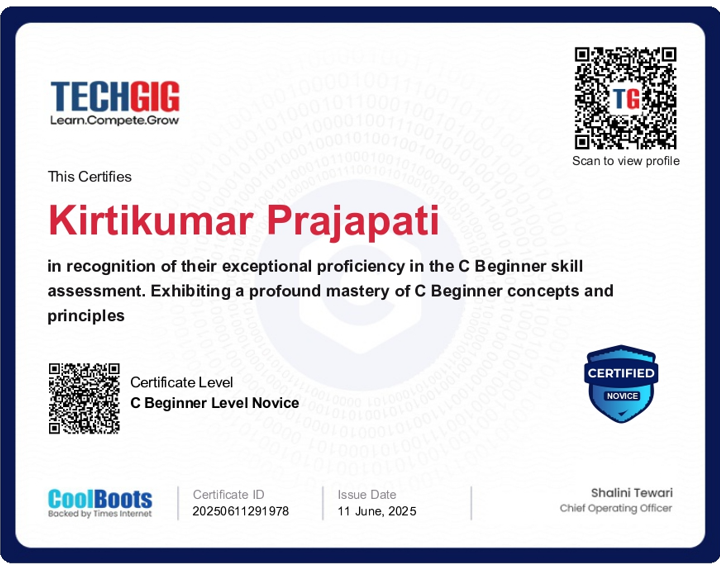 TECHGIG
Learn.Compete.Grow
TG
Scan to view profile
This Certifies
Kirtikumar Prajapati
in recognition of their exceptional proficiency in the C Beginner skill
assessment. Exhibiting a profound mastery of C Beginner concepts and
principles
Certificate Level
C Beginner Level Novice
CERTIFIED
NOVICE
CoolBoots
Backed by Times Internet
Certificate ID
20250611291978
Issue Date
11 June, 2025
Shalini Tewari
Chief Operating Officer